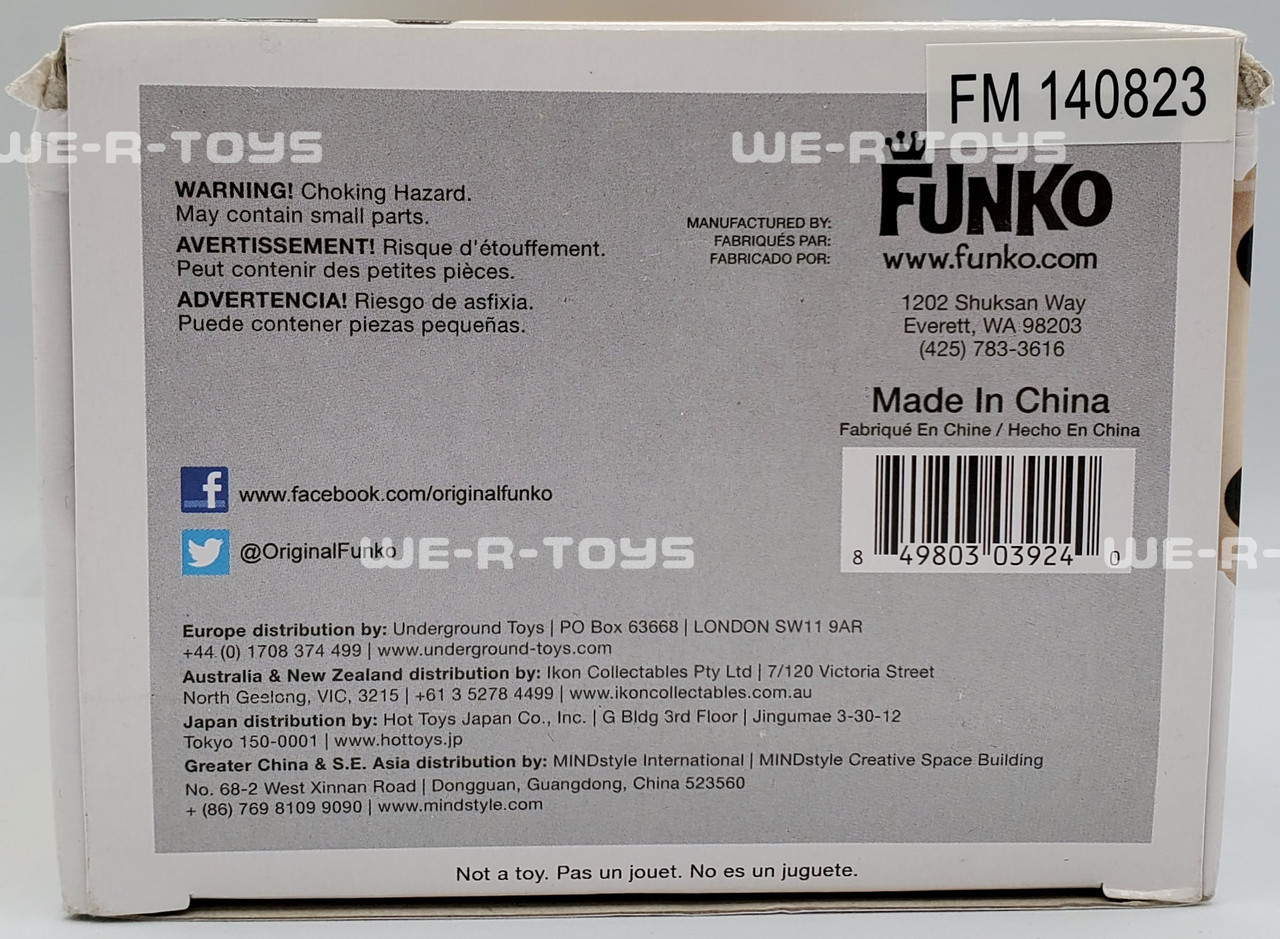 FM 140823
WE-R-TOYS
WE-R-TOYS
WARNING! Choking Hazard.
May contain small parts.
AVERTISSEMENT! Risque d'étouffement.
Peut contenir des petites pièces.
ADVERTENCIA! Riesgo de asfixia.
Puede contener piezas pequeñas.
MANUFACTURED BY:
FABRIQUÉS PAR:
FABRICADO POR:
FUNKO
www.funko.com
1202 Shuksan Way
Everett, WA 98203
(425) 783-3616
Made In China
Fabriqué En Chine / Hecho En China
8 49803 03924 0
f www.facebook.com/originalfunko
@OriginalFunko
WE-R-TOYS
WE-R-
Europe distribution by: Underground Toys | PO Box 63668 | LONDON SW11 9AR
+44 (0) 1708 374 499 | www.underground-toys.com
Australia & New Zealand distribution by: Ikon Collectables Pty Ltd | 7/120 Victoria Street
North Geelong, VIC, 3215 | +61 3 5278 4499 | www.ikoncollectables.com.au
Japan distribution by: Hot Toys Japan Co., Inc. | G Bldg 3rd Floor | Jingumae 3-30-12
Tokyo 150-0001 | www.hottoys.jp
Greater China & S.E. Asia distribution by: MINDstyle International | MINDstyle Creative Space Building
No. 68-2 West Xinnan Road | Dongguan, Guangdong, China 523560
+ (86) 769 8109 9090 | www.mindstyle.com
Not a toy. Pas un jouet. No es un juguete.